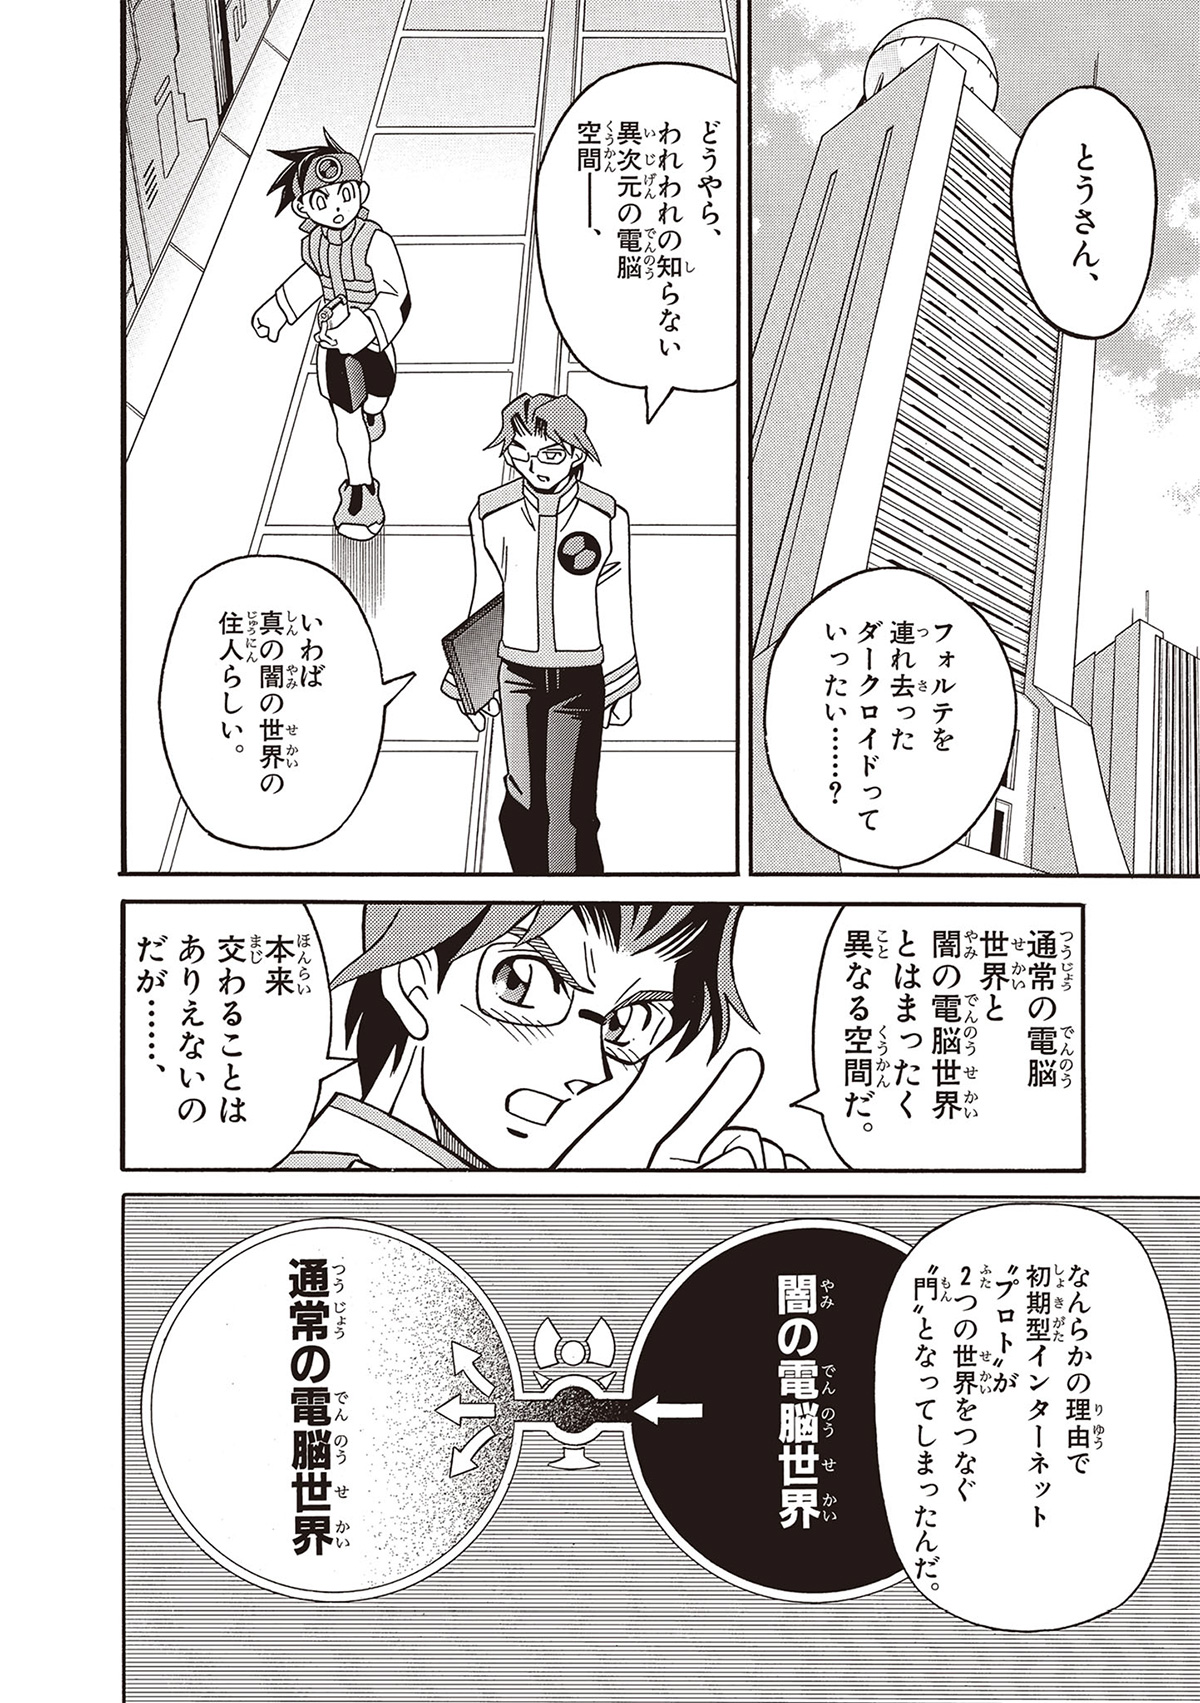 とうさん、
フォルテを
連れ去った
ダークロイドって
いったい……？
どうやら、
われわれの知らない
異次元の電脳
空間――、
いわば
真の闇の世界の
住人らしい。
通常の電脳
世界と
闇の電脳世界
とはまったく
異なる空間だ。
本来
交わることは
ありえないの
だが……、
なんらかの理由で
初期型インターネット
〝プロト〟が
2つの世界をつなぐ
〝門〟となってしまったんだ。
闇の電脳世界
通常の電脳世界